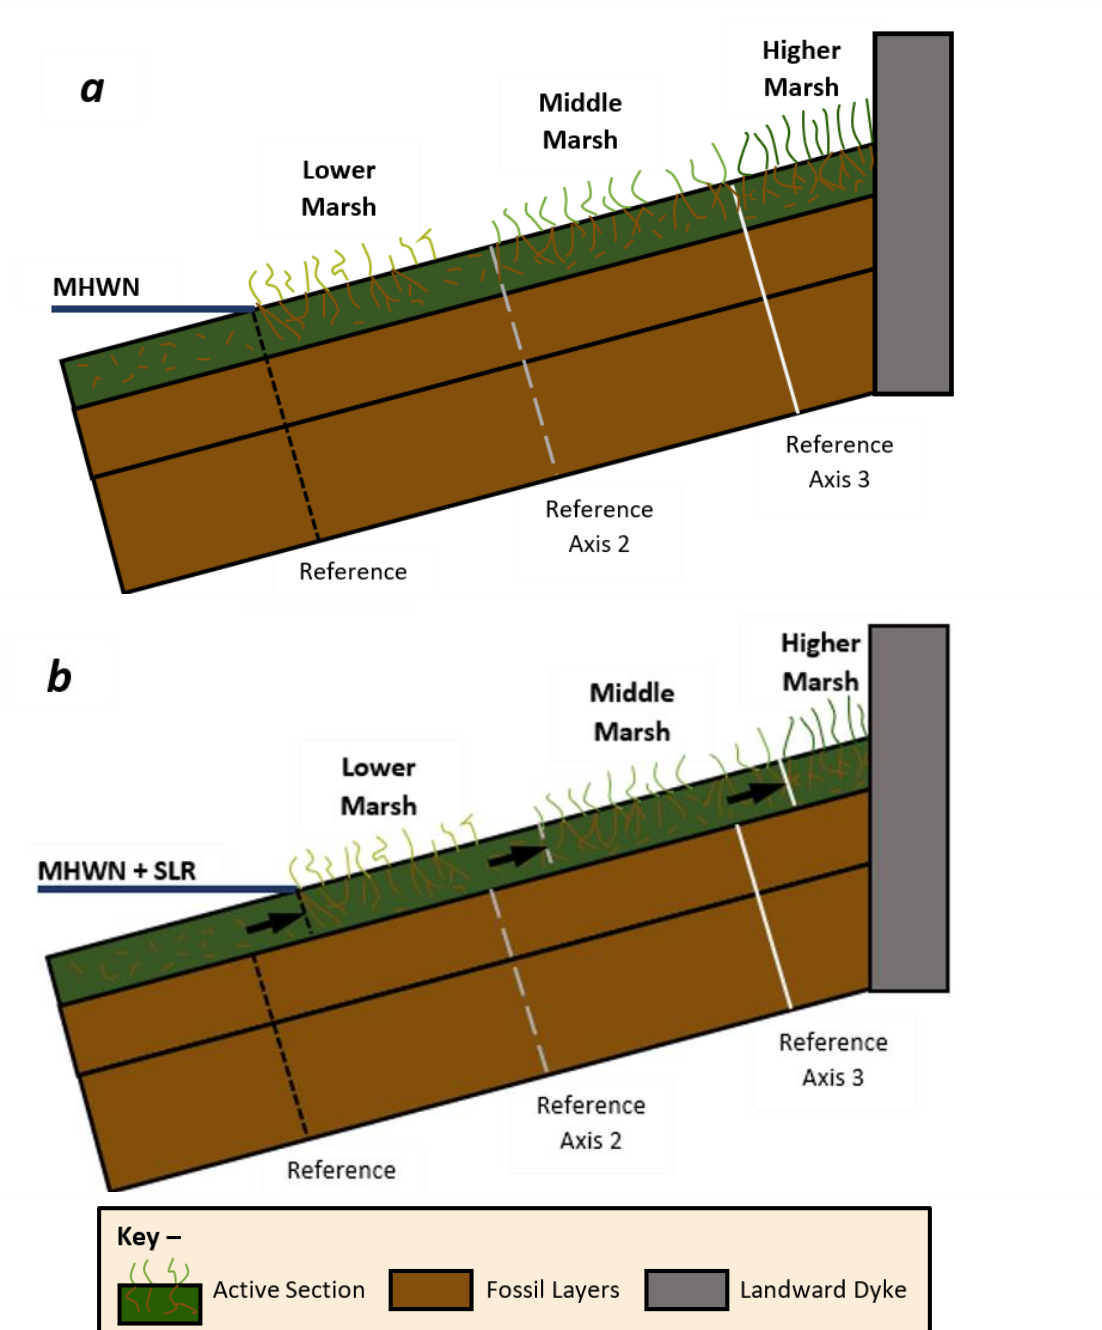 a
Higher
Marsh
Middle
Marsh
Lower
Marsh
MHWN
Reference
Axis 3
Reference
Axis 2
Reference
b
Higher
Marsh
Middle
Marsh
Lower
Marsh
MHWN + SLR
Reference
Axis 3
Reference
Axis 2
Reference
Key –
Active Section Fossil Layers Landward Dyke